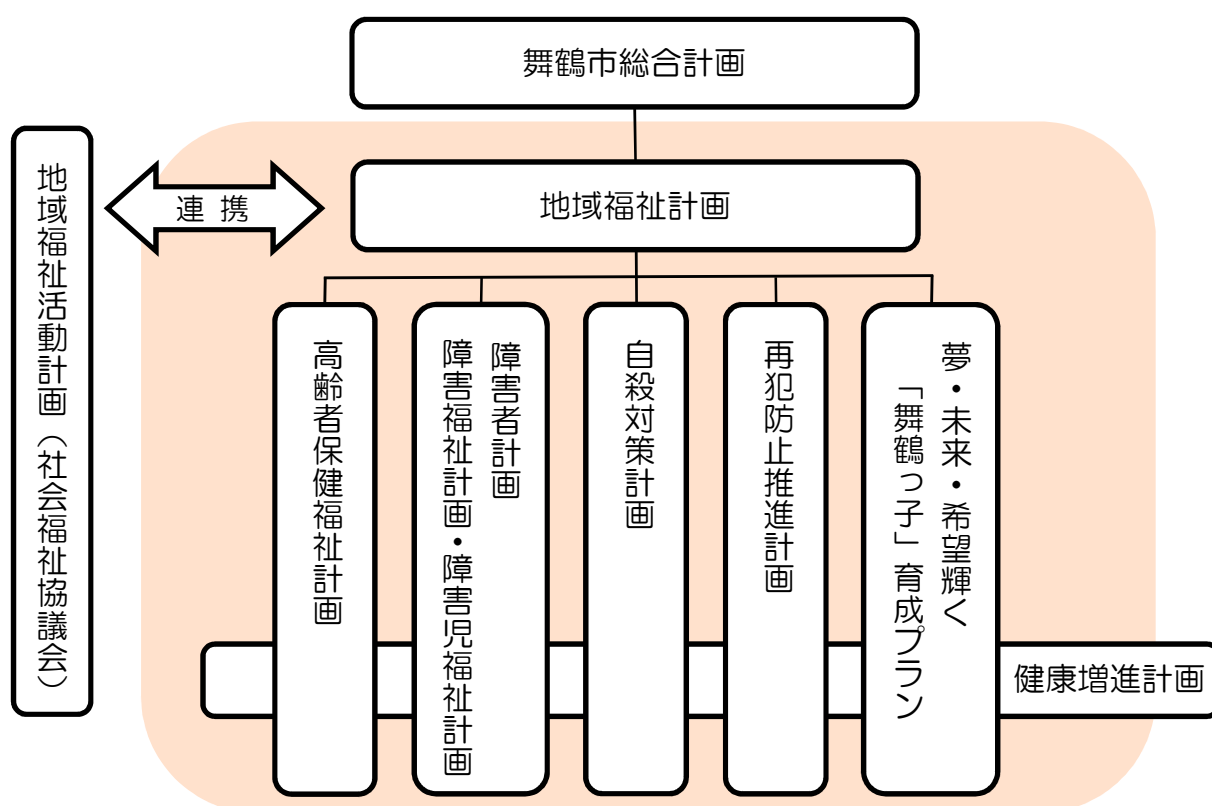 舞鶴市総合計画
地域福祉計画
連携
地域福祉活動計画（社会福祉協議会）
高齢者保健福祉計画
障害者計画
障害福祉計画・障害児福祉計画
自殺対策計画
再犯防止推進計画
夢・未来・希望輝く
「舞鶴っ子」育成プラン
健康増進計画